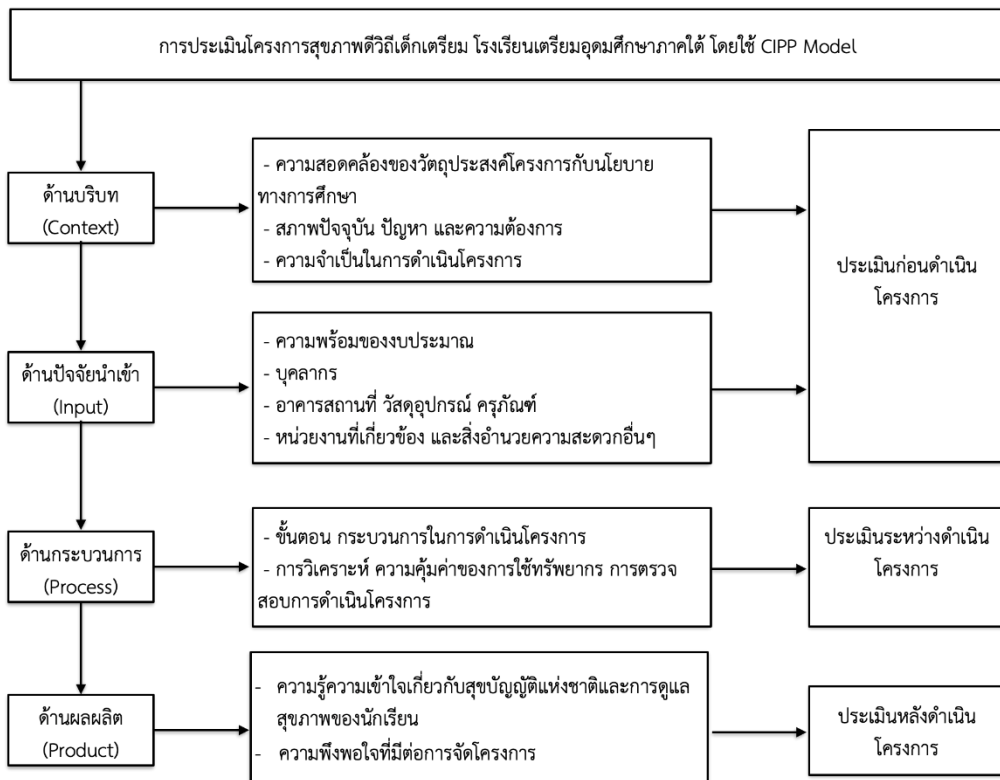 การประเมินโครงการสุขภาพดีวิถีเด็กเตรียม โรงเรียนเตรียมอุดมศึกษาภาคใต้ โดยใช้ CIPP Model
ด้านบริบท
(Context)
- ความสอดคล้องของวัตถุประสงค์โครงการกับนโยบาย
ทางการศึกษา
- สภาพปัจจุบัน ปัญหา และความต้องการ
- ความจำเป็นในการดำเนินโครงการ
ประเมินก่อนดำเนิน
โครงการ
ด้านปัจจัยนำเข้า
(Input)
- ความพร้อมของงบประมาณ
- บุคลากร
- อาคารสถานที่ วัสดุอุปกรณ์ ครุภัณฑ์
- หน่วยงานที่เกี่ยวข้อง และสิ่งอำนวยความสะดวกอื่นๆ
ด้านกระบวนการ
(Process)
- ขั้นตอน กระบวนการในการดำเนินโครงการ
- การวิเคราะห์ ความคุ้มค่าของการใช้ทรัพยากร การตรวจ
สอบการดำเนินโครงการ
ประเมินระหว่างดำเนิน
โครงการ
ด้านผลผลิต
(Product)
- ความรู้ความเข้าใจเกี่ยวกับสุขบัญญัติแห่งชาติและการดูแล
สุขภาพของนักเรียน
- ความพึงพอใจที่มีต่อการจัดโครงการ
ประเมินหลังดำเนิน
โครงการ